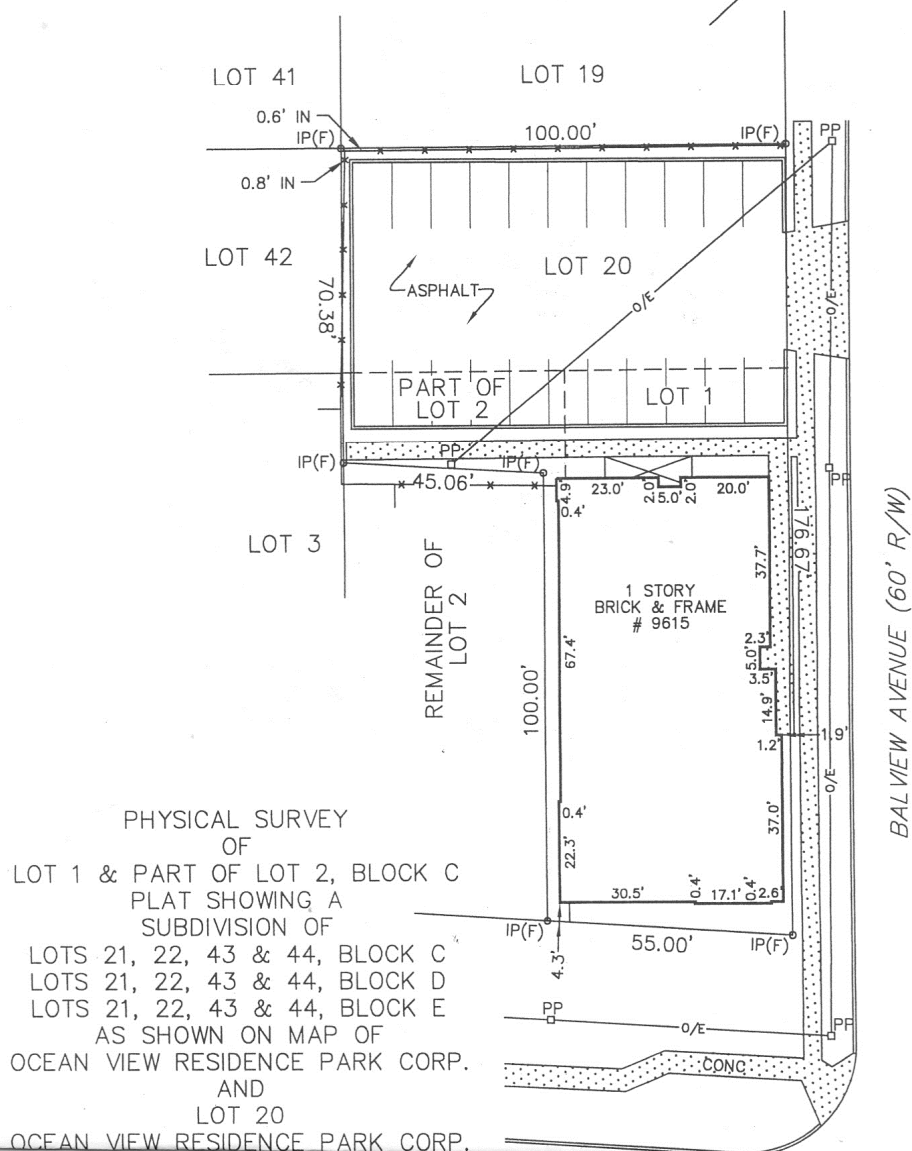 LOT 41
LOT 19
0.6' IN
IP(F)
100.00'
IP(F)
PP
0.8' IN
LOT 42
LOT 20
70.38'
ASPHALT
O/E
O/E
PART OF
LOT 2
LOT 1
IP(F)
PP
IP(F)
PP
45.06'
4.9'
23.0'
2.0'
5.0'
2.0'
20.0'
0.4'
176.67'
LOT 3
REMAINDER OF
LOT 2
1 STORY
BRICK & FRAME
# 9615
37.7'
67.4'
2.3'
5.0'
3.5'
14.9'
100.00'
1.2'
1.9'
BALVIEW AVENUE (60' R/W)
O/E
0.4'
37.0'
22.3'
30.5'
0.4'
17.1'
0.4'
2.6'
IP(F)
55.00'
IP(F)
4.3'
PP
O/E
PP
CONC
PHYSICAL SURVEY
OF
LOT 1 & PART OF LOT 2, BLOCK C
PLAT SHOWING A
SUBDIVISION OF
LOTS 21, 22, 43 & 44, BLOCK C
LOTS 21, 22, 43 & 44, BLOCK D
LOTS 21, 22, 43 & 44, BLOCK E
AS SHOWN ON MAP OF
OCEAN VIEW RESIDENCE PARK CORP.
AND
LOT 20
OCEAN VIEW RESIDENCE PARK CORP.